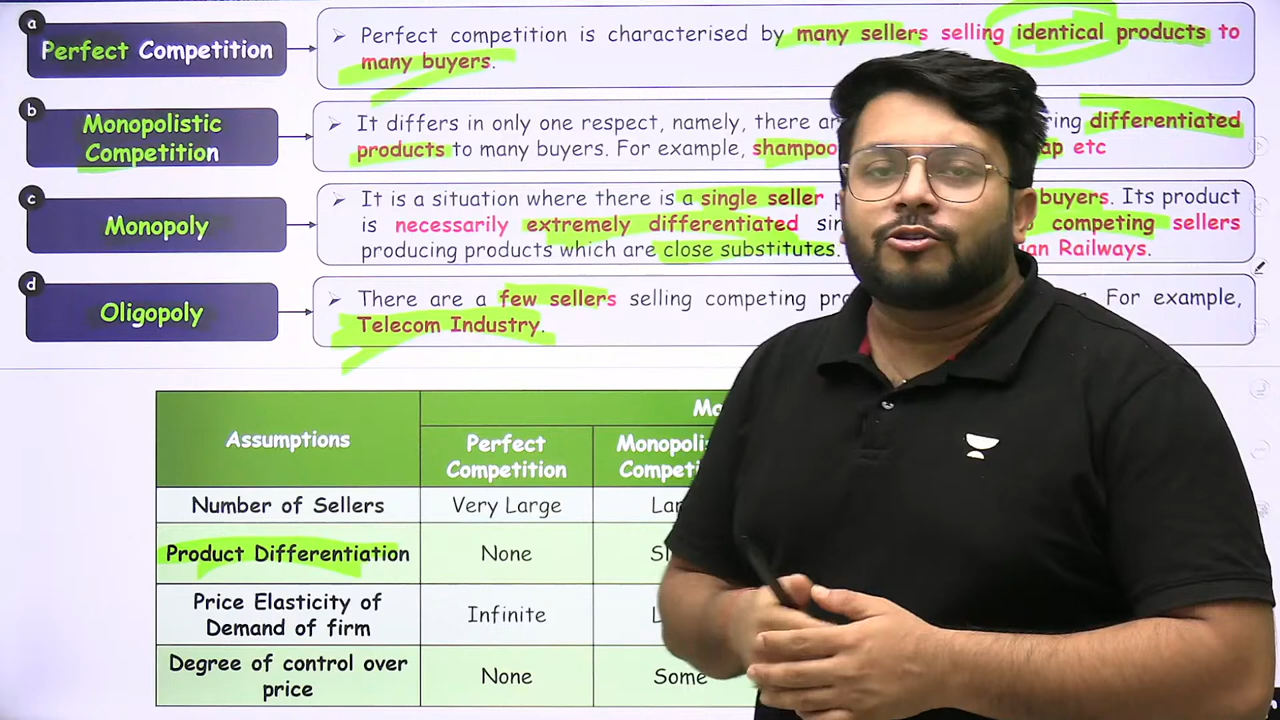 a
Perfect Competition
➢ Perfect competition is characterised by many sellers selling identical products to
many buyers.
b
Monopolistic
Competition
➢ It differs in only one respect, namely, there differentiated
products to many buyers. For example, shampoo etc
c
Monopoly
➢ It is a situation where there is a single seller buyers. Its product
is necessarily extremely differentiated competing sellers
producing products which are close substitutes. Railways.
d
Oligopoly
➢ There are a few sellers selling competing For example,
Telecom Industry.
Assumptions
Perfect
Competition
Number of Sellers
Very Large
Product Differentiation
None
Price Elasticity of
Demand of firm
Infinite
Degree of control over
price
None
Some